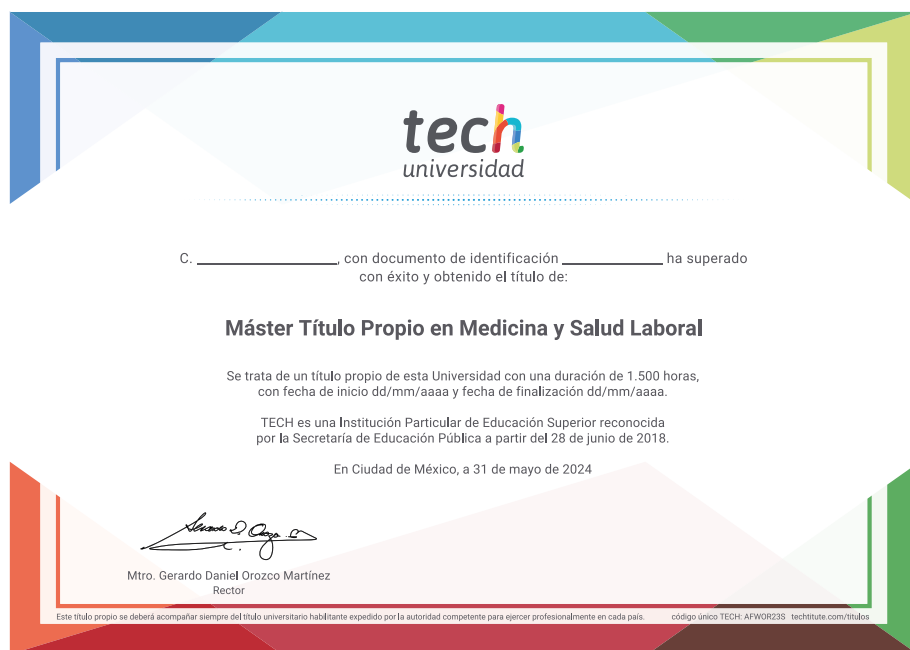 tech
universidad
C. ____________________, con documento de identificación ______________ ha superado
con éxito y obtenido el título de:
Máster Título Propio en Medicina y Salud Laboral
Se trata de un título propio de esta Universidad con una duración de 1.500 horas,
con fecha de inicio dd/mm/aaaa y fecha de finalización dd/mm/aaaa.
TECH es una Institución Particular de Educación Superior reconocida
por la Secretaría de Educación Pública a partir del 28 de junio de 2018.
En Ciudad de México, a 31 de mayo de 2024
Mtro. Gerardo Daniel Orozco Martínez
Rector
Este título propio se deberá acompañar siempre del título universitario habilitante expedido por la autoridad competente para ejercer profesionalmente en cada país. código único TECH: AFWOR23S techtitute.com/titulos